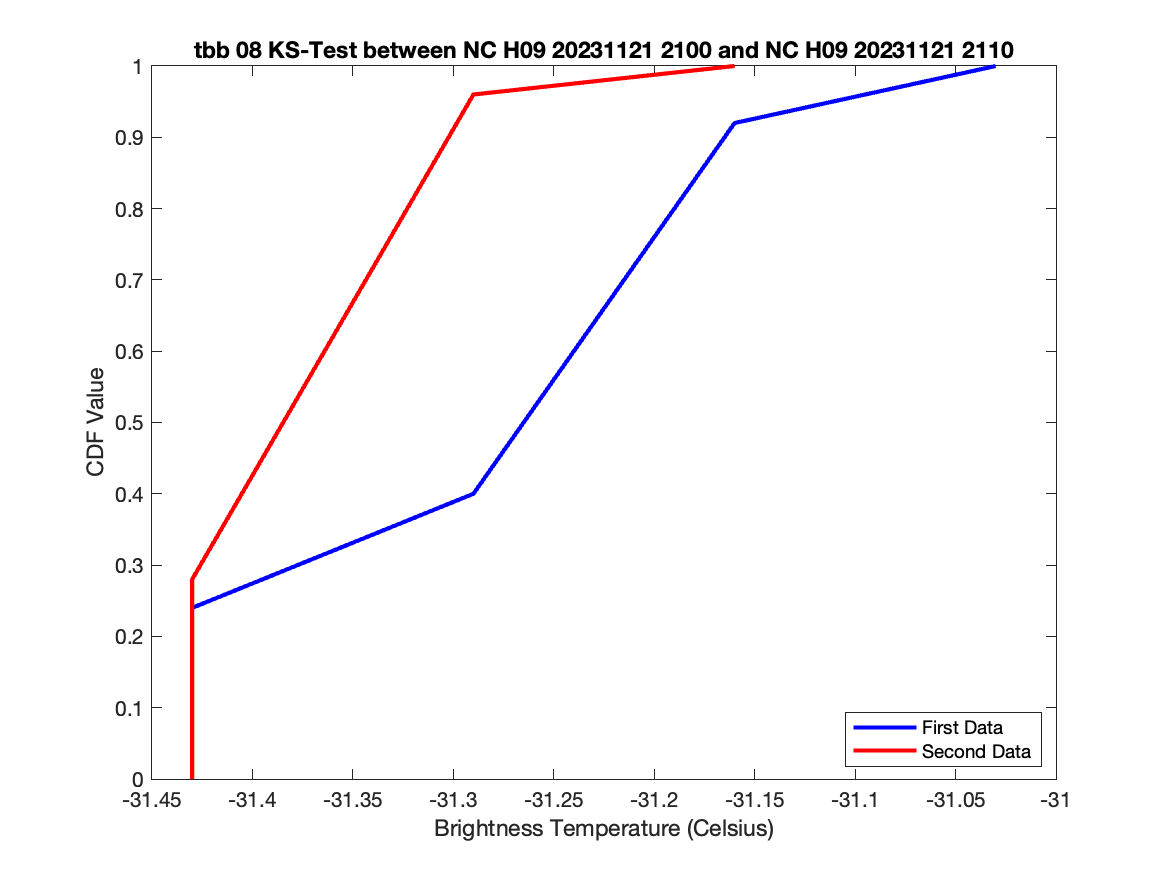 tbb 08 KS-Test between NC H09 20231121 2100 and NC H09 20231121 2110
1
0.9
0.8
0.7
0.6
0.5
0.4
0.3
0.2
0.1
0
CDF Value
First Data
Second Data
-31.45 -31.4 -31.35 -31.3 -31.25 -31.2 -31.15 -31.1 -31.05 -31
Brightness Temperature (Celsius)